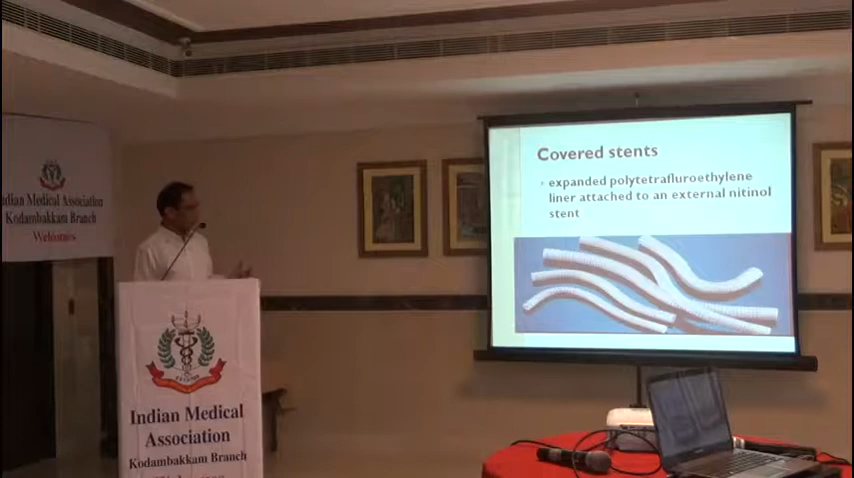 Indian Medical Association
Kodambakkam Branch
Welcomes
Indian Medical
Association
Kodambakkam Branch
Covered stents
expanded polytetrafluroethylene
liner attached to an external nitinol
stent